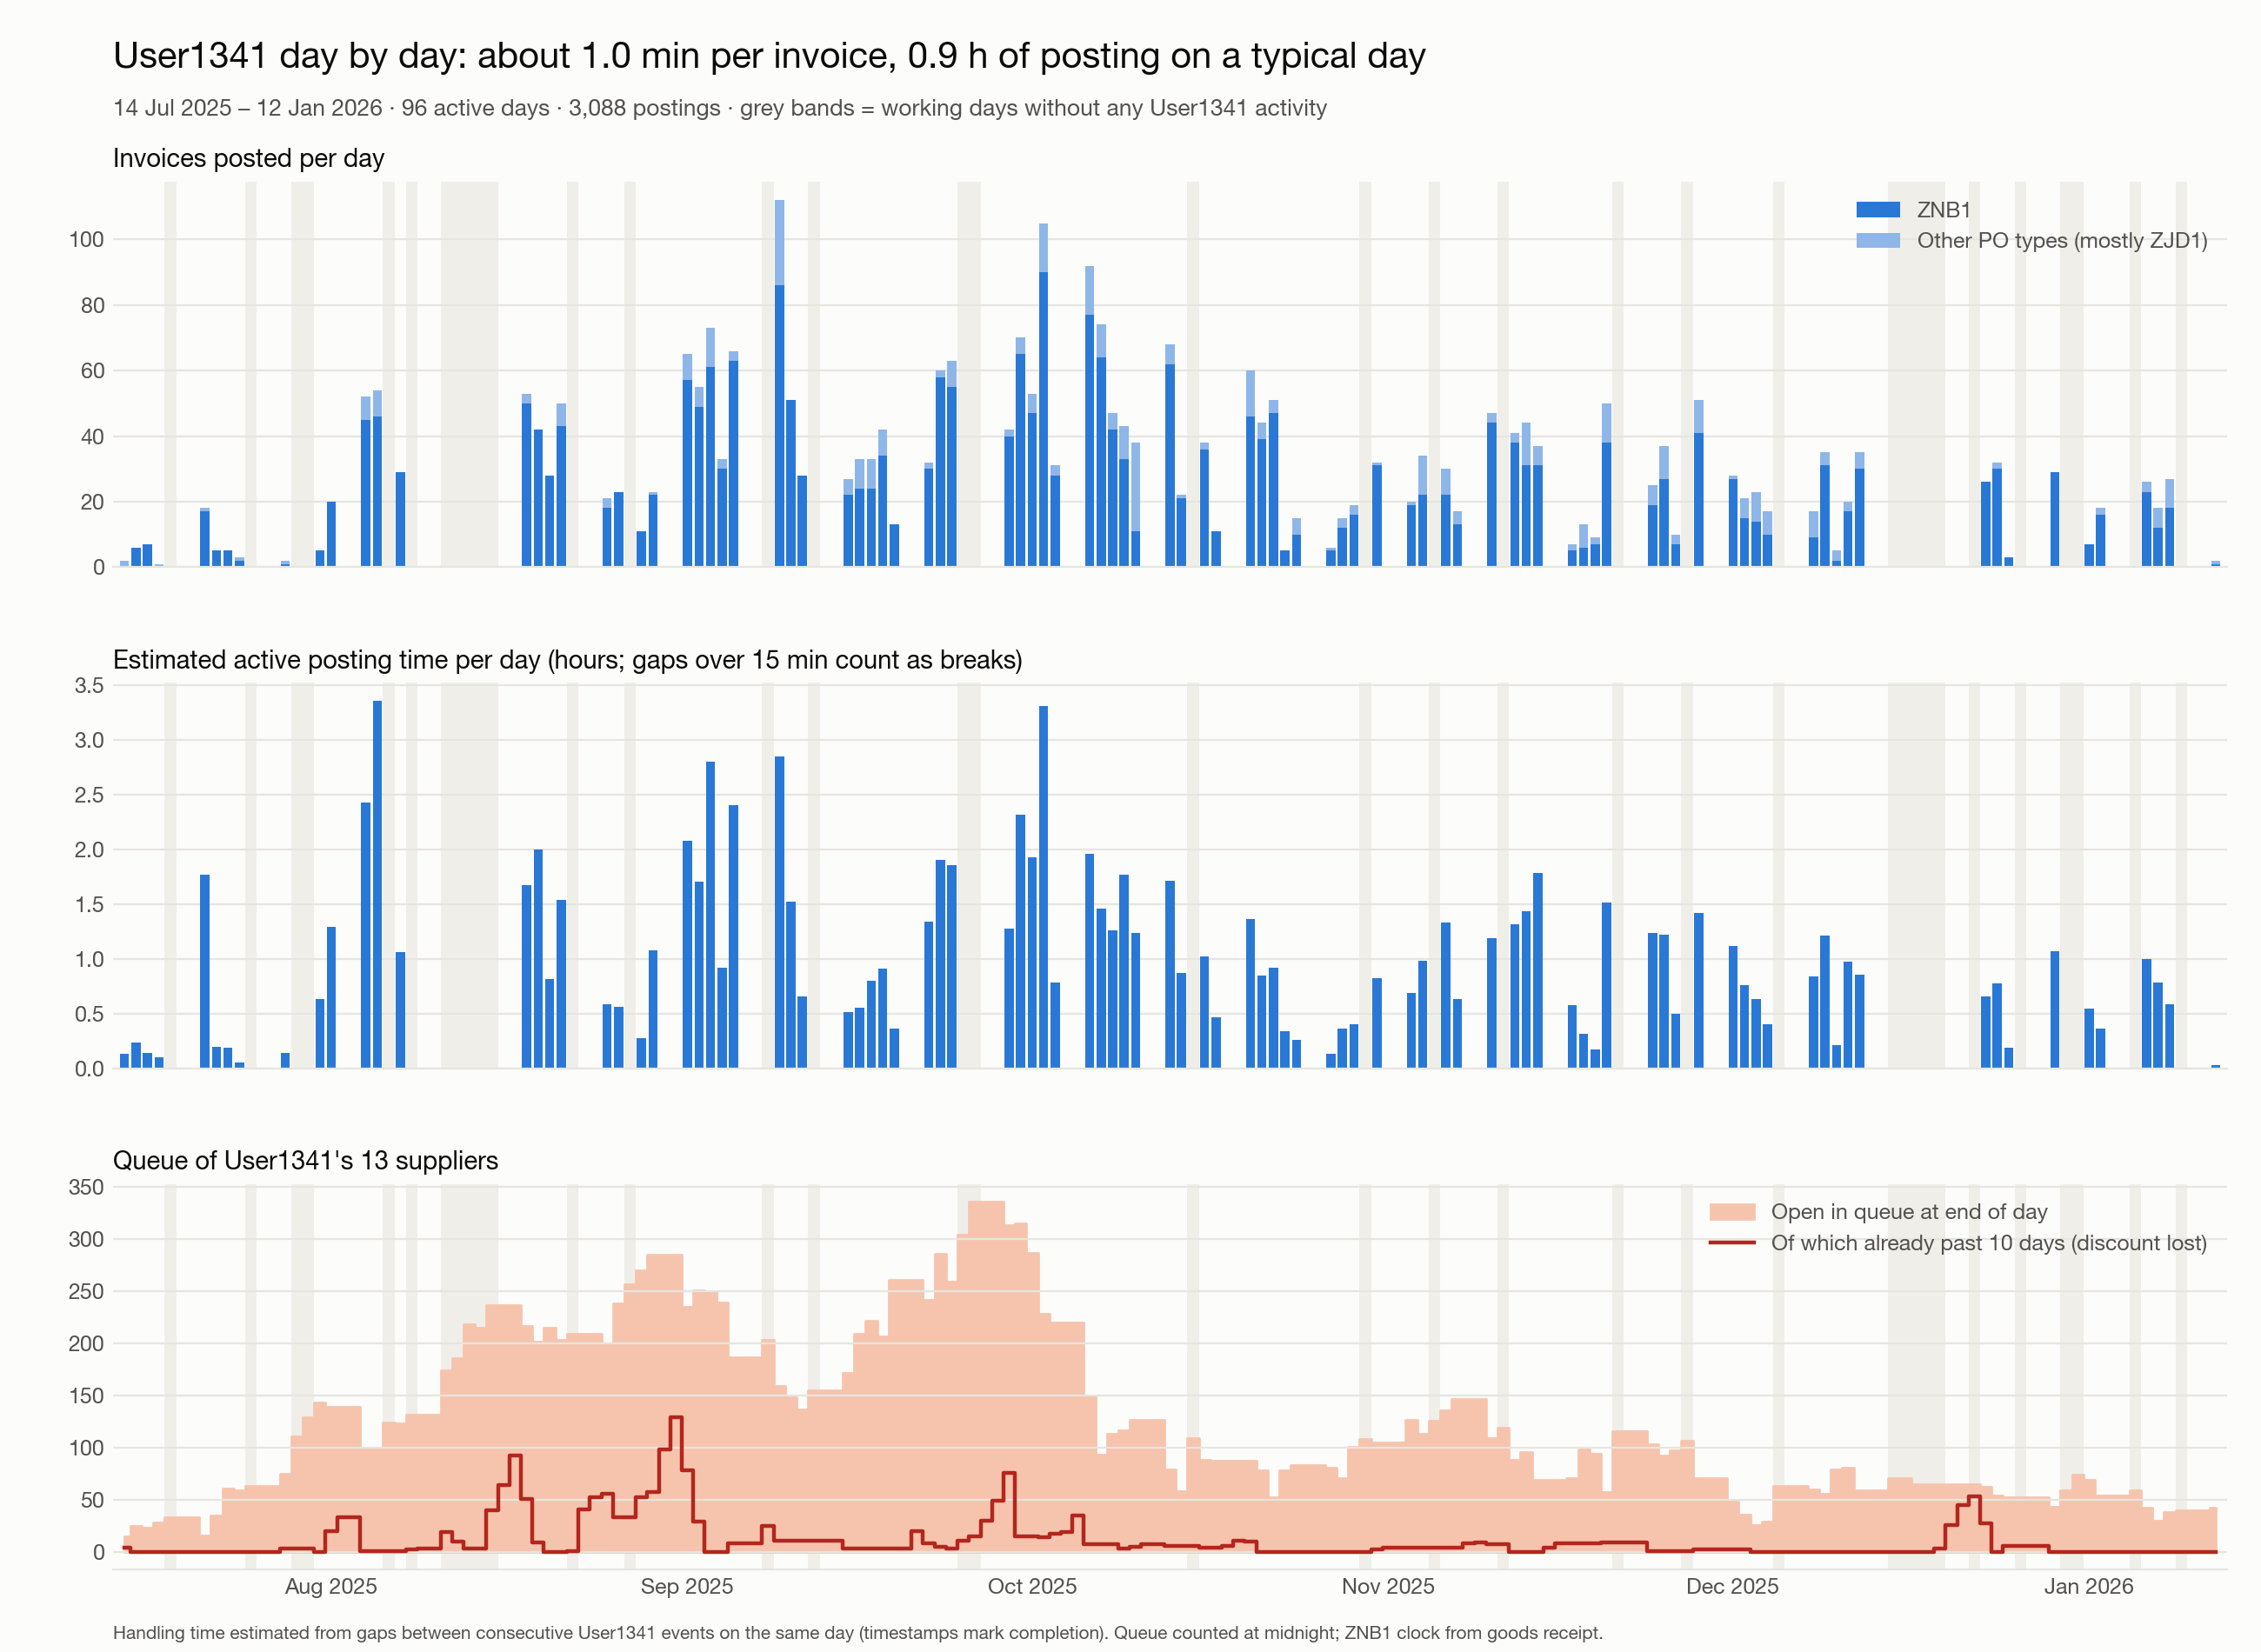 User1341 day by day: about 1.0 min per invoice, 0.9 h of posting on a typical day
14 Jul 2025 – 12 Jan 2026 · 96 active days · 3,088 postings · grey bands = working days without any User1341 activity
Invoices posted per day
ZNB1
Other PO types (mostly ZJD1)
100
80
60
40
20
0
Estimated active posting time per day (hours; gaps over 15 min count as breaks)
3.5
3.0
2.5
2.0
1.5
1.0
0.5
0.0
Queue of User1341's 13 suppliers
Open in queue at end of day
Of which already past 10 days (discount lost)
350
300
250
200
150
100
50
0
Aug 2025 Sep 2025 Oct 2025 Nov 2025 Dec 2025 Jan 2026
Handling time estimated from gaps between consecutive User1341 events on the same day (timestamps mark completion). Queue counted at midnight; ZNB1 clock from goods receipt.